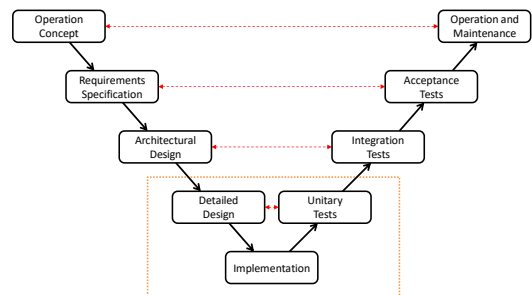 Operation
Concept
Operation and
Maintenance
Requirements
Specification
Acceptance
Tests
Architectural
Design
Integration
Tests
Detailed
Design
Unitary
Tests
Implementation